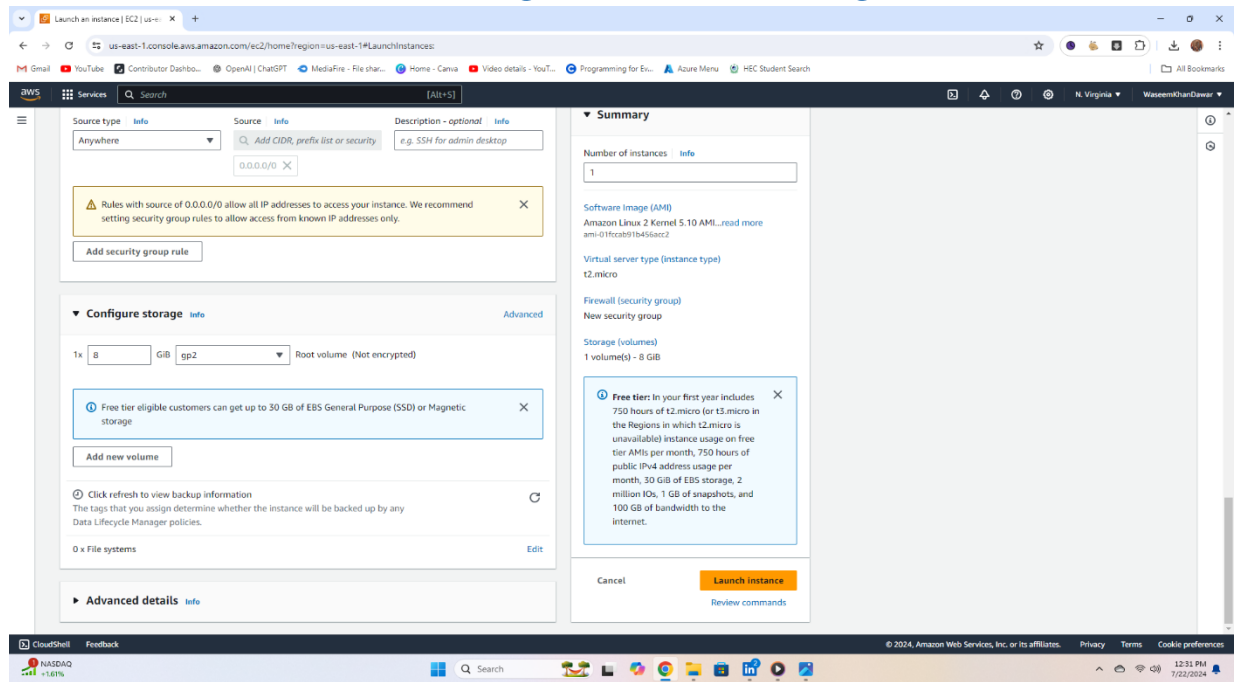 Launch an instance | EC2 | us-e
us-east-1.console.aws.amazon.com/ec2/home?region=us-east-1#LaunchInstances:
Gmail YouTube Contributor Dashbo... OpenAI | ChatGPT MediaFire - File shar... Home - Canva Video details - YouT... Programming for Ev... Azure Menu HEC Student Search All Bookmarks
aws Services Search [Alt+S] N. Virginia WaseemKhanDawar
Source type Info Source Info Description - optional Info
Anywhere Add CIDR, prefix list or security e.g. SSH for admin desktop
0.0.0.0/0
Rules with source of 0.0.0.0/0 allow all IP addresses to access your instance. We recommend
setting security group rules to allow access from known IP addresses only.
Add security group rule
Configure storage Info Advanced
1x 8 GiB gp2 Root volume (Not encrypted)
Free tier eligible customers can get up to 30 GB of EBS General Purpose (SSD) or Magnetic
storage
Add new volume
Click refresh to view backup information
The tags that you assign determine whether the instance will be backed up by any
Data Lifecycle Manager policies.
0 x File systems Edit
Advanced details Info
Summary
Number of instances Info
1
Software Image (AMI)
Amazon Linux 2 Kernel 5.10 AMI...read more
ami-01fccab91b456acc2
Virtual server type (instance type)
t2.micro
Firewall (security group)
New security group
Storage (volumes)
1 volume(s) - 8 GiB
Free tier: In your first year includes
750 hours of t2.micro (or t3.micro in
the Regions in which t2.micro is
unavailable) instance usage on free
tier AMIs per month, 750 hours of
public IPv4 address usage per
month, 30 GiB of EBS storage, 2
million IOs, 1 GB of snapshots, and
100 GB of bandwidth to the
internet.
Cancel Launch instance
Review commands
CloudShell Feedback © 2024, Amazon Web Services, Inc. or its affiliates. Privacy Terms Cookie preferences
NASDAQ
+1.61%
Search
12:31 PM
7/22/2024